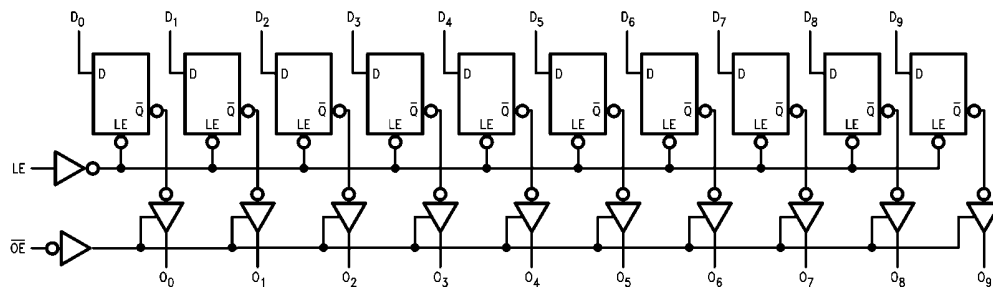 D₀ D₁ D₂ D₃ D₄ D₅ D₆ D₇ D₈ D₉
D D D D D D D D D D
Q̅ Q̅ Q̅ Q̅ Q̅ Q̅ Q̅ Q̅ Q̅ Q̅
LE LE LE LE LE LE LE LE LE LE
LE
O̅E̅
O₀ O₁ O₂ O₃ O₄ O₅ O₆ O₇ O₈ O₉